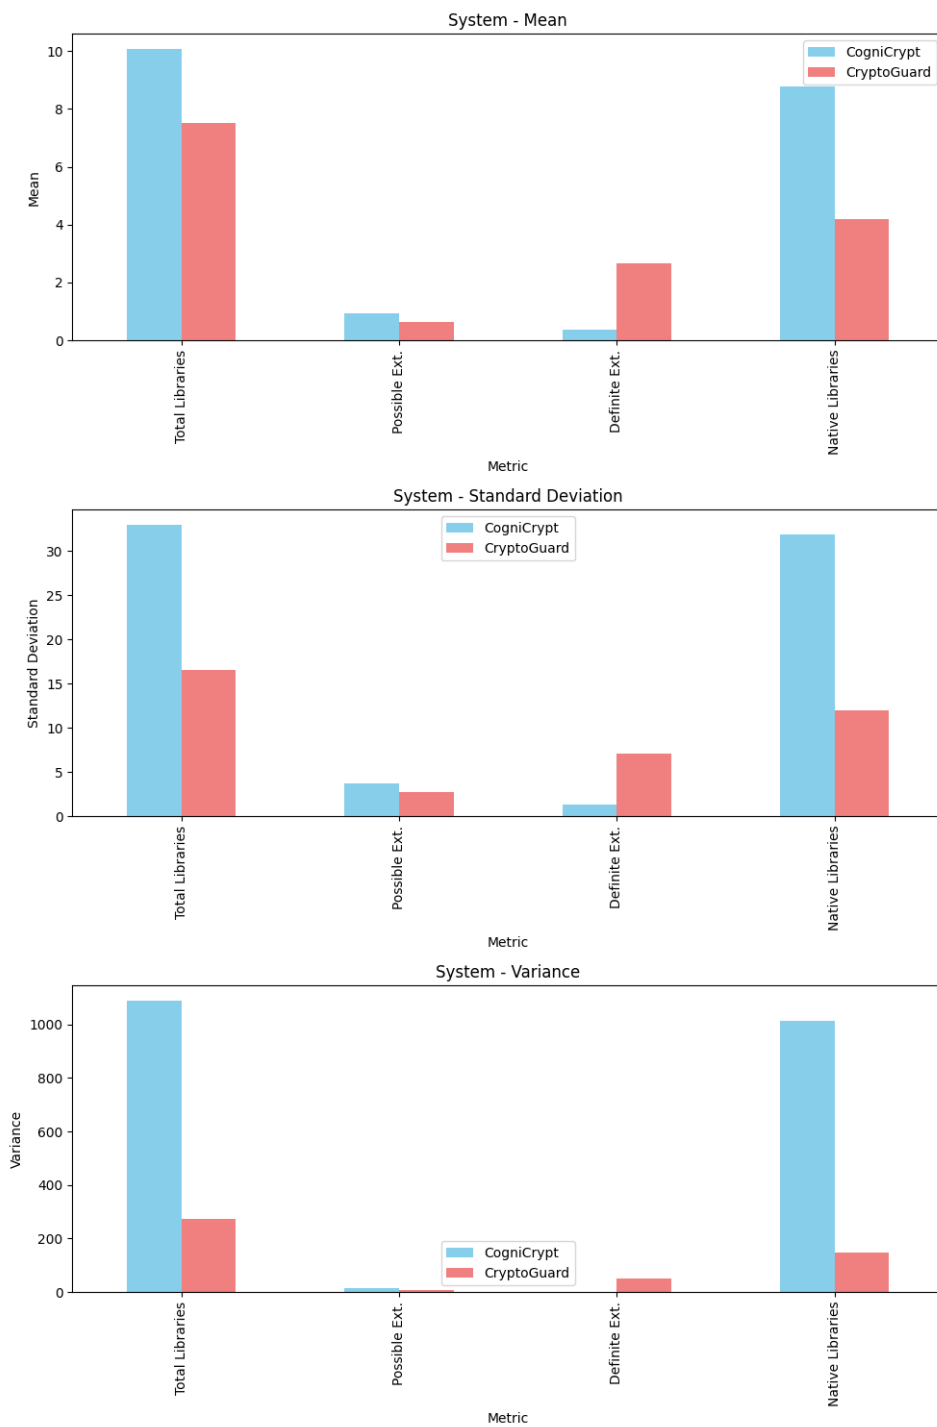 System - Mean
10
8
6
4
2
0
Mean
CogniCrypt
CryptoGuard
Total Libraries
Possible Ext.
Definite Ext.
Native Libraries
Metric
System - Standard Deviation
30
25
20
15
10
5
0
Standard Deviation
CogniCrypt
CryptoGuard
Total Libraries
Possible Ext.
Definite Ext.
Native Libraries
Metric
System - Variance
1000
800
600
400
200
0
Variance
CogniCrypt
CryptoGuard
Total Libraries
Possible Ext.
Definite Ext.
Native Libraries
Metric